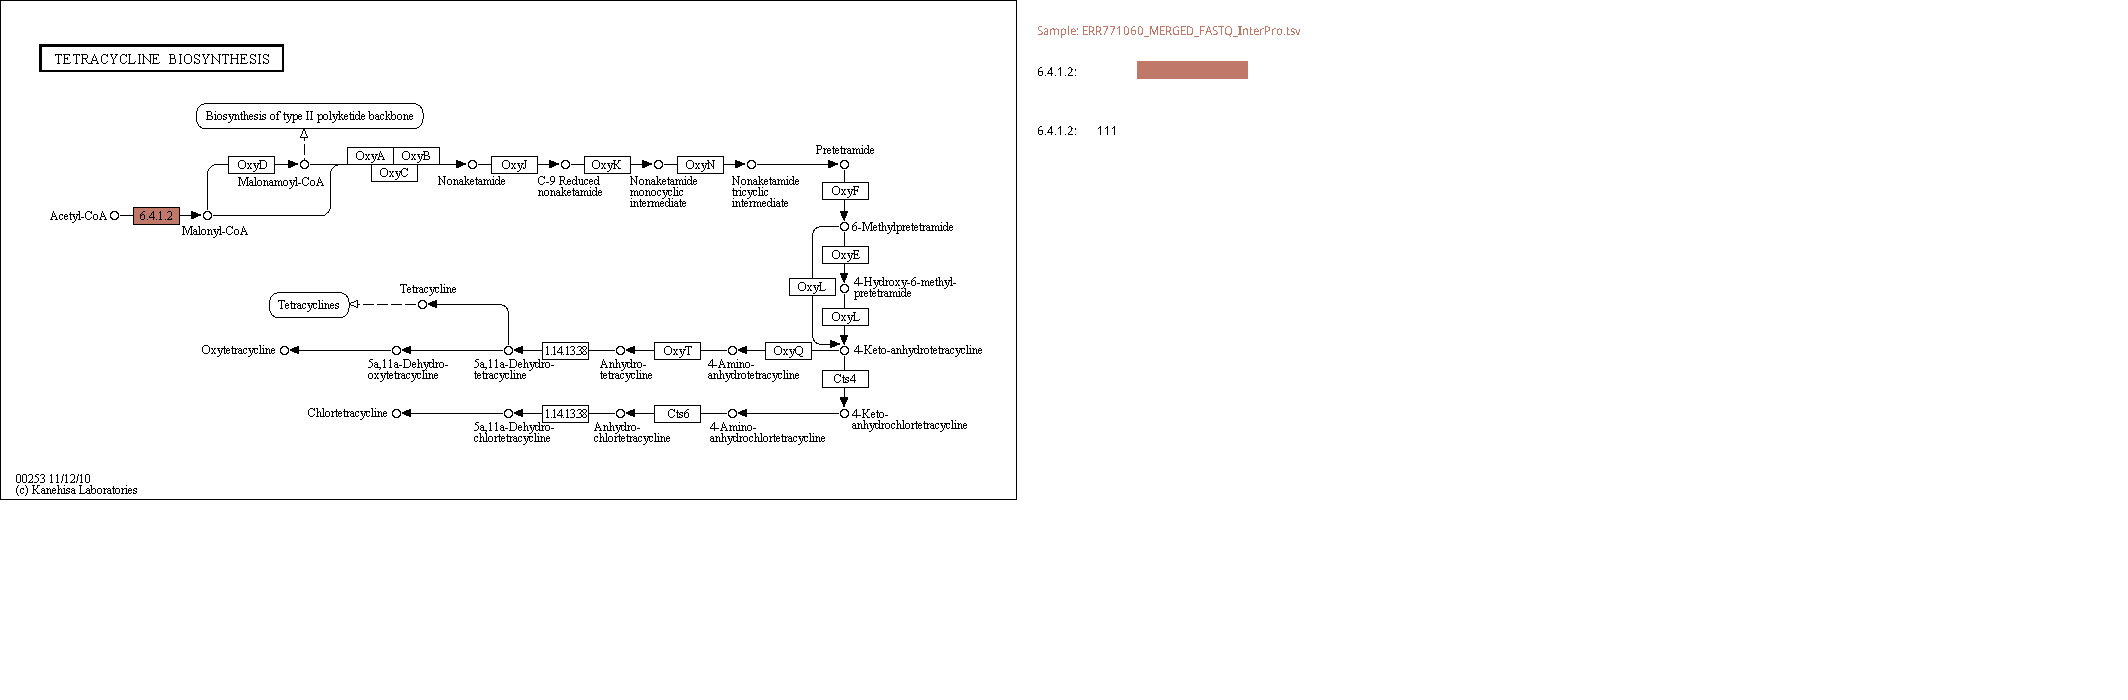 TETRACYCLINE BIOSYNTHESIS
Sample: ERR771060_MERGED_FASTQ_InterPro.tsv
6.4.1.2:
6.4.1.2: 111
Biosynthesis of type II polyketide backbone
OxyD
Malonamoyl-CoA
OxyA
OxyB
OxyC
Nonaketamide
OxyJ
C-9 Reduced
nonaketamide
OxyK
Nonaketamide
monocyclic
intermediate
OxyN
Nonaketamide
tricyclic
intermediate
Pretetramide
OxyF
Acetyl-CoA
6.4.1.2
Malonyl-CoA
6-Methylpretetramide
OxyE
OxyL
4-Hydroxy-6-methyl-
pretetramide
OxyL
Tetracycline
Tetracyclines
Oxytetracycline
5a,11a-Dehydro-
oxytetracycline
5a,11a-Dehydro-
tetracycline
1.14.13.38
Anhydro-
tetracycline
OxyT
4-Amino-
anhydrotetracycline
OxyQ
4-Keto-anhydrotetracycline
Cts4
Chlortetracycline
5a,11a-Dehydro-
chlortetracycline
1.14.13.38
Anhydro-
chlortetracycline
Cts6
4-Amino-
anhydrochlortetracycline
4-Keto-
anhydrochlortetracycline
00253 11/12/10
(c) Kanehisa Laboratories